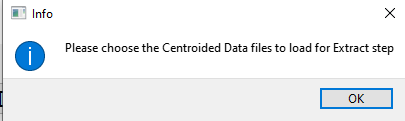 Info
Please choose the Centroided Data files to load for Extract step
OK